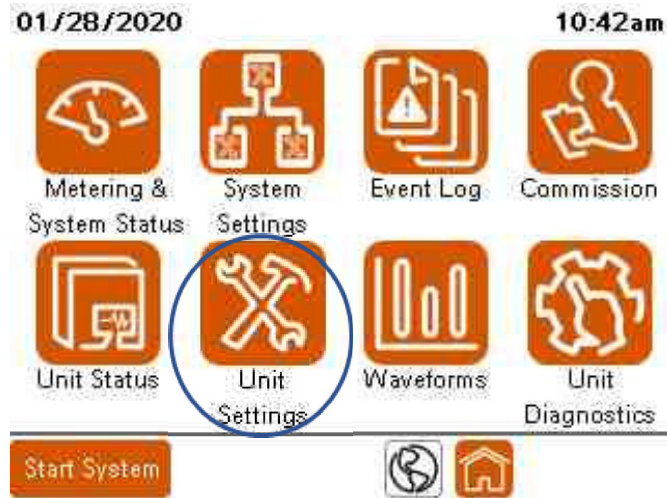 01/28/2020 10:42am
Metering & System Event Log Commission
System Status Settings
Unit Status Unit Waveforms Unit
Settings Diagnostics
Start System